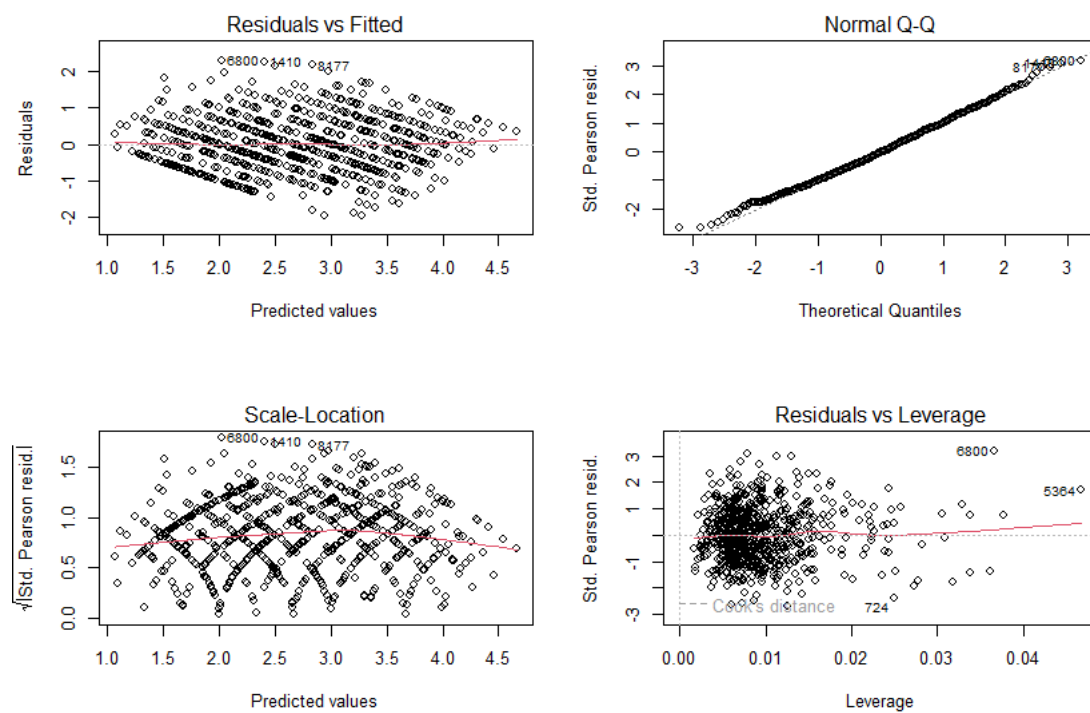 Residuals vs Fitted
6800 1410 8177
Residuals
2
1
0
-1
-2
1.0 1.5 2.0 2.5 3.0 3.5 4.0 4.5
Predicted values
Normal Q-Q
6800
Std. Pearson resid.
3
2
0
-2
-3 -2 -1 0 1 2 3
Theoretical Quantiles
Scale-Location
6800 1410 8177
√|Std. Pearson resid.|
1.5
1.0
0.5
0.0
1.0 1.5 2.0 2.5 3.0 3.5 4.0 4.5
Predicted values
Residuals vs Leverage
6800
5364
724
Cook's distance
Std. Pearson resid.
3
1
-1
-3
0.00 0.01 0.02 0.03 0.04
Leverage